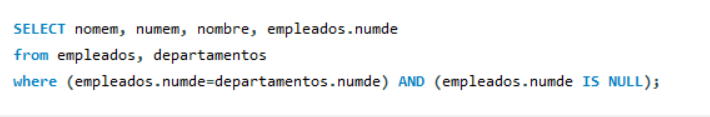 SELECT nomem, numem, nombre, empleados.numde
from empleados, departamentos
where (empleados.numde=departamentos.numde) AND (empleados.numde IS NULL);